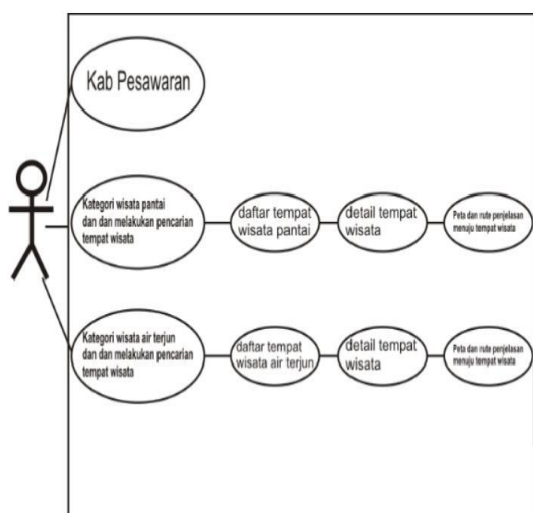 Kab Pesawaran
Kategori wisata pantai
dan dan melakukan pencarian
tempat wisata
daftar tempat
wisata pantai
detail tempat
wisata
Peta dan rute penjelasan
menuju tempat wisata
Kategori wisata air terjun
dan dan melakukan pencarian
tempat wisata
daftar tempat
wisata air terjun
detail tempat
wisata
Peta dan rute penjelasan
menuju tempat wisata